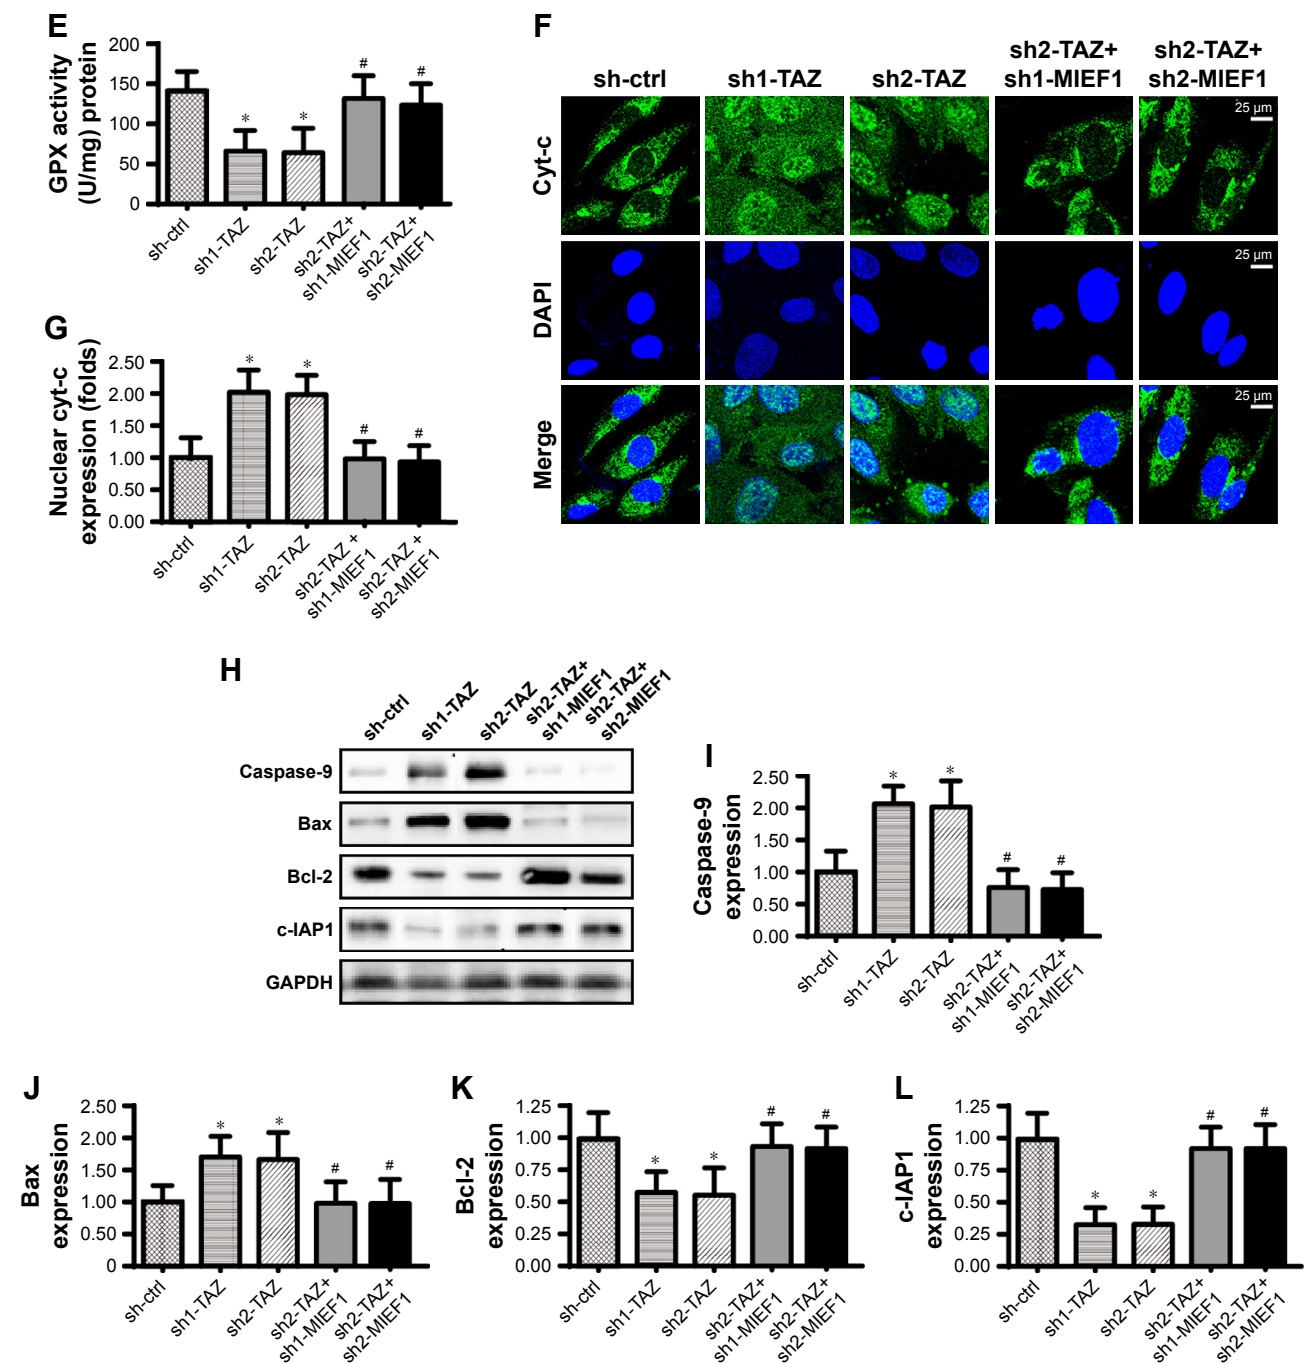 E
GPX activity
(U/mg) protein
200
150
100
50
0
*
*
#
#
sh-ctrl
sh1-TAZ
sh2-TAZ
sh2-TAZ+
sh1-MIEF1
sh2-TAZ+
sh2-MIEF1
F
sh-ctrl
sh1-TAZ
sh2-TAZ
sh2-TAZ+
sh1-MIEF1
sh2-TAZ+
sh2-MIEF1
Cyt-c
25 µm
DAPI
25 µm
Merge
25 µm
G
Nuclear cyt-c
expression (folds)
2.50
2.00
1.50
1.00
0.50
0.00
*
*
#
#
sh-ctrl
sh1-TAZ
sh2-TAZ
sh2-TAZ +
sh1-MIEF1
sh2-TAZ +
sh2-MIEF1
H
sh-ctrl
sh1-TAZ
sh2-TAZ
sh2-TAZ+
sh1-MIEF1
sh2-TAZ+
sh2-MIEF1
Caspase-9
Bax
Bcl-2
c-IAP1
GAPDH
I
Caspase-9
expression
2.50
2.00
1.50
1.00
0.50
0.00
*
*
#
#
sh-ctrl
sh1-TAZ
sh2-TAZ
sh2-TAZ+
sh1-MIEF1
sh2-TAZ+
sh2-MIEF1
J
Bax
expression
2.50
2.00
1.50
1.00
0.50
0
*
*
#
#
sh-ctrl
sh1-TAZ
sh2-TAZ
sh2-TAZ+
sh1-MIEF1
sh2-TAZ+
sh2-MIEF1
K
Bcl-2
expression
1.25
1.00
0.75
0.50
0.25
0.00
*
*
#
#
sh-ctrl
sh1-TAZ
sh2-TAZ
sh2-TAZ+
sh1-MIEF1
sh2-TAZ+
sh2-MIEF1
L
c-IAP1
expression
1.25
1.00
0.75
0.50
0.25
0.00
*
*
#
#
sh-ctrl
sh1-TAZ
sh2-TAZ
sh2-TAZ+
sh1-MIEF1
sh2-TAZ+
sh2-MIEF1